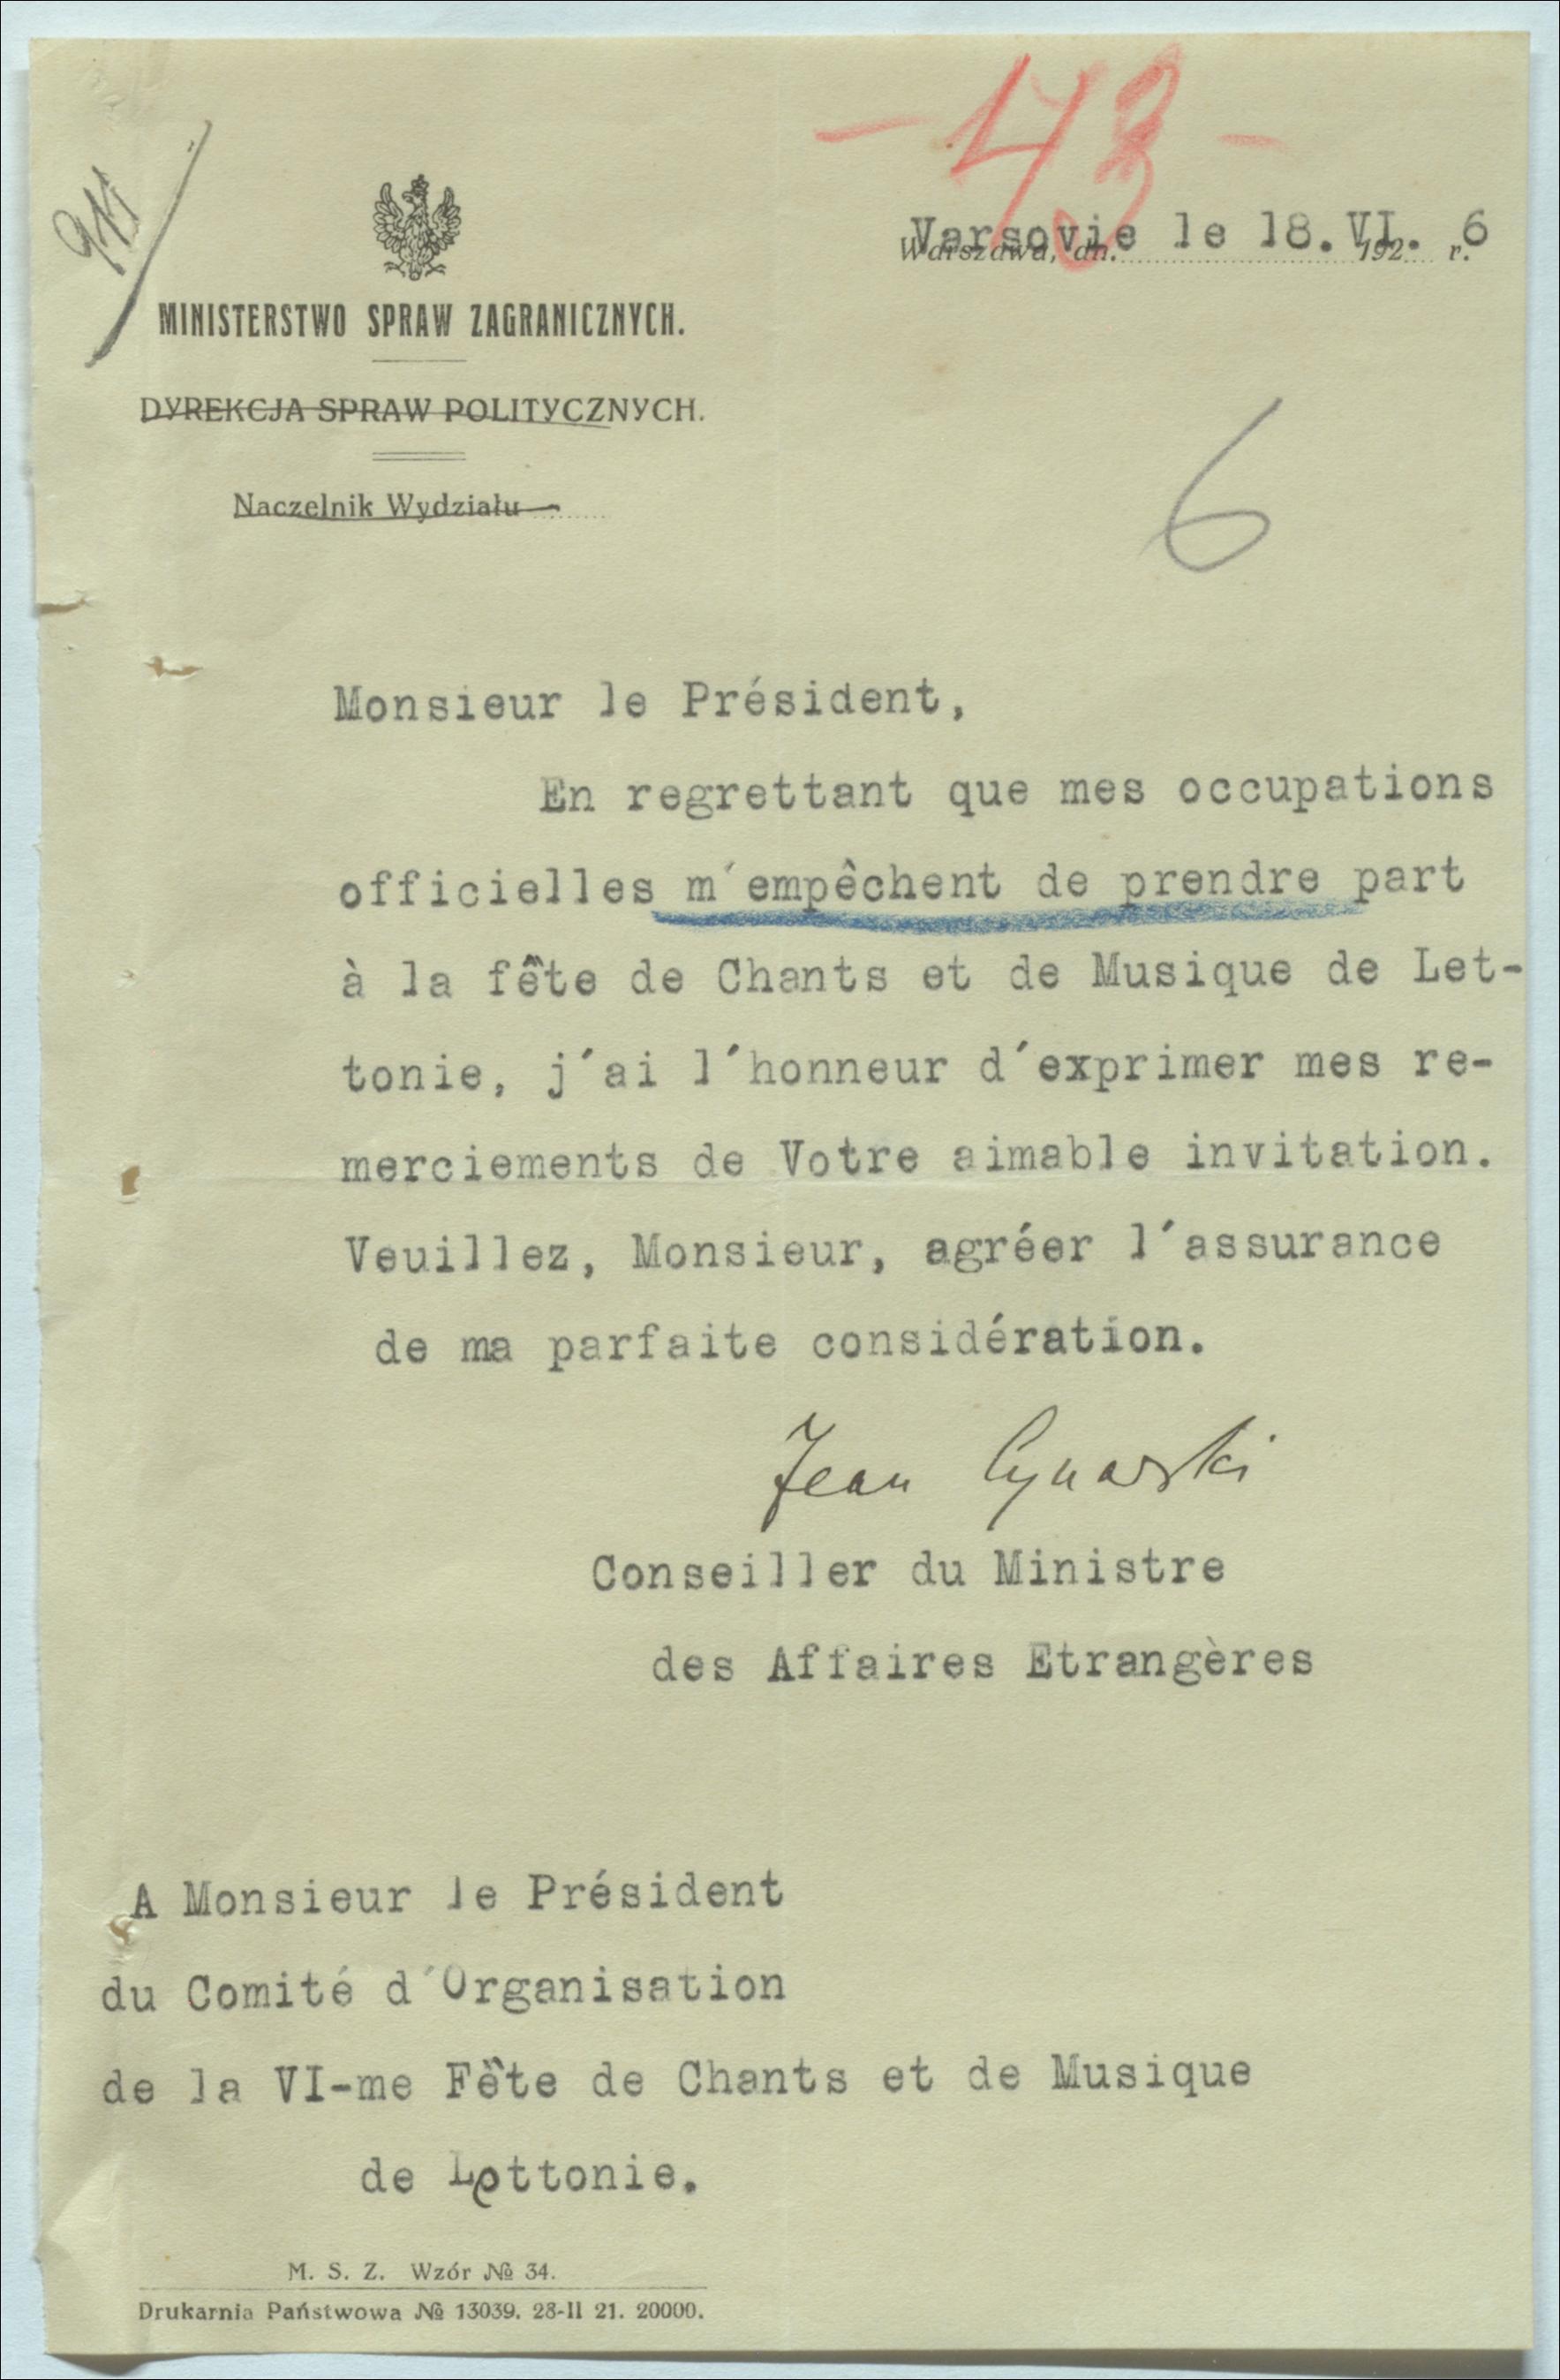 - 43 -
911
Varsovie le 18. VI. 6
Warszawa, dn. 192 r.
MINISTERSTWO SPRAW ZAGRANICZNYCH.
DYREKCJA SPRAW POLITYCZNYCH.
6
Naczelnik Wydziału
Monsieur le Président,
En regrettant que mes occupations
officielles m´empêchent de prendre part
à la fête de Chants et de Musique de Let-
tonie, j´ai l´honneur d´exprimer mes re-
merciements de Votre aimable invitation.
Veuillez, Monsieur, agréer l´assurance
de ma parfaite considération.
Jean Cynarski
Conseiller du Ministre
des Affaires Etrangères
A Monsieur le Président
du Comité d´Organisation
de la VI-me Fête de Chants et de Musique
de Lettonie.
M. S. Z. Wzór № 34.
Drukarnia Państwowa № 13039. 28-II 21. 20000.